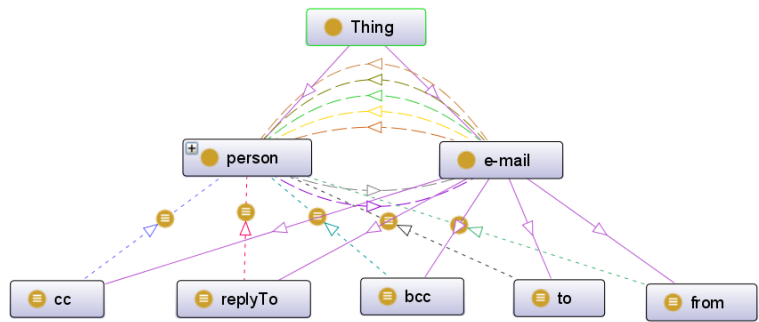 Thing
person
e-mail
cc
replyTo
bcc
to
from